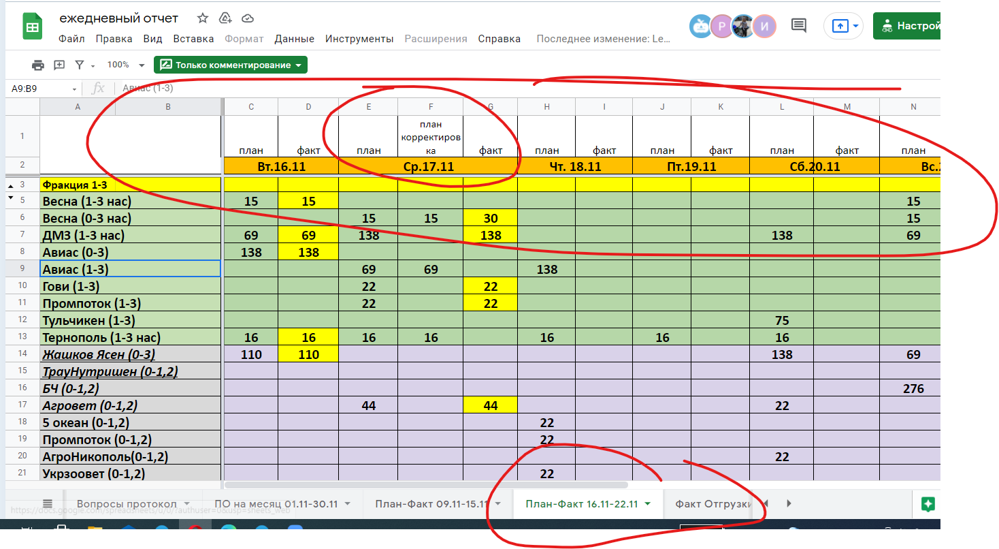 ежедневный отчет
Файл Правка Вид Вставка Формат Данные Инструменты Расширения Справка Последнее изменение: Le...
Р И Настрой
100% Только комментирование
A9:B9 fx Авиас (1-3)
A B C D E F G H I J K L M N
1 план факт план план корректировка факт план факт план факт план факт план
2 Вт.16.11 Ср.17.11 Чт. 18.11 Пт.19.11 Сб.20.11 Вс.
3 Фракция 1-3
5 Весна (1-3 нас) 15 15 15
6 Весна (0-3 нас) 15 15 30 15
7 ДМЗ (1-3 нас) 69 69 138 138 138 69
8 Авиас (0-3) 138 138
9 Авиас (1-3) 69 69 138
10 Гови (1-3) 22 22
11 Промпоток (1-3) 22 22
12 Тульчикен (1-3) 75
13 Тернополь (1-3 нас) 16 16 16 16 16 16 16
14 Жашков Ясен (0-3) 110 110 138 69
15 ТрауНутришен (0-1,2)
16 БЧ (0-1,2) 276
17 Агровет (0-1,2) 44 44 22
18 5 океан (0-1,2) 22
19 Промпоток (0-1,2) 22
20 АгроНикополь(0-1,2) 22
21 Укрзоовет (0-1,2) 22
Вопросы протокол ПО на месяц 01.11-30.11 План-Факт 09.11-15.11 План-Факт 16.11-22.11 Факт Отгрузки
https://docs.google.com/spreadsheets/u/0/?authuser=0&usp=sheets_web